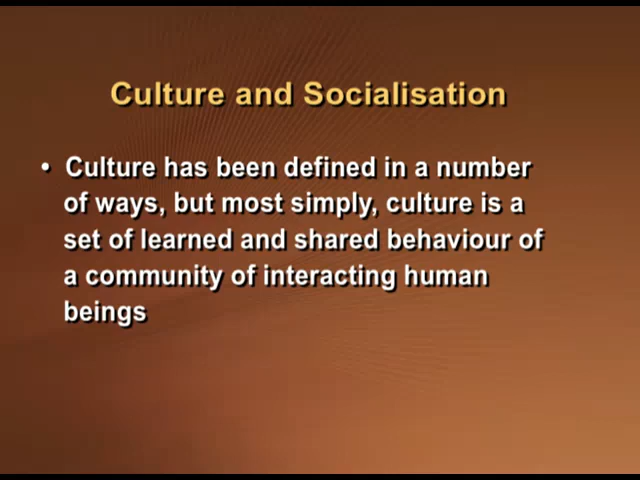 Culture and Socialisation
• Culture has been defined in a number
of ways, but most simply, culture is a
set of learned and shared behaviour of
a community of interacting human
beings